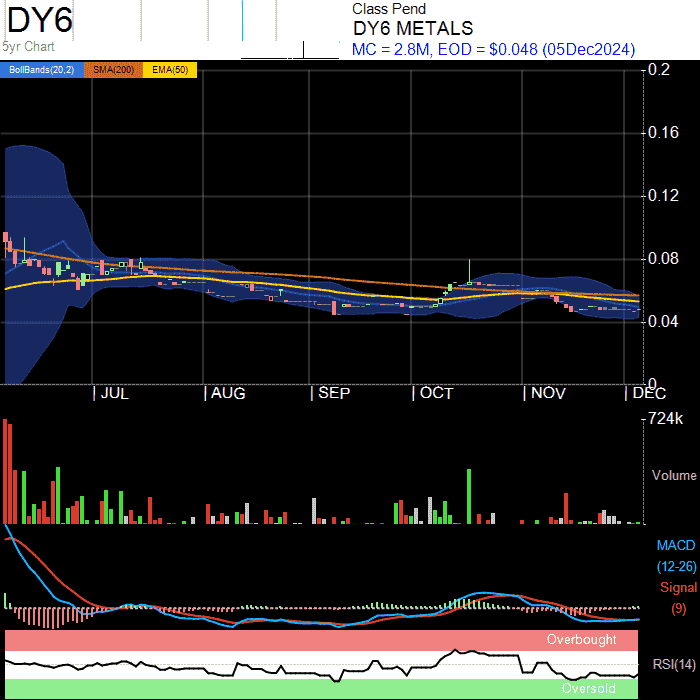 DY6
5yr Chart
Class Pend
DY6 METALS
MC = 2.8M, EOD = $0.048 (05Dec2024)
BollBands(20,2) SMA(200) EMA(50)
0.2
0.16
0.12
0.08
0.04
0
JUL AUG SEP OCT NOV DEC
724k
Volume
MACD
(12-26)
Signal
(9)
Overbought
RSI(14)
Oversold